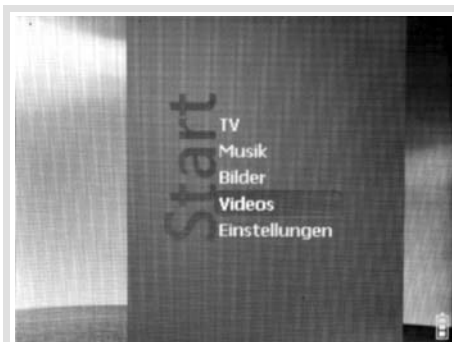 Start
TV
Musik
Bilder
Videos
Einstellungen